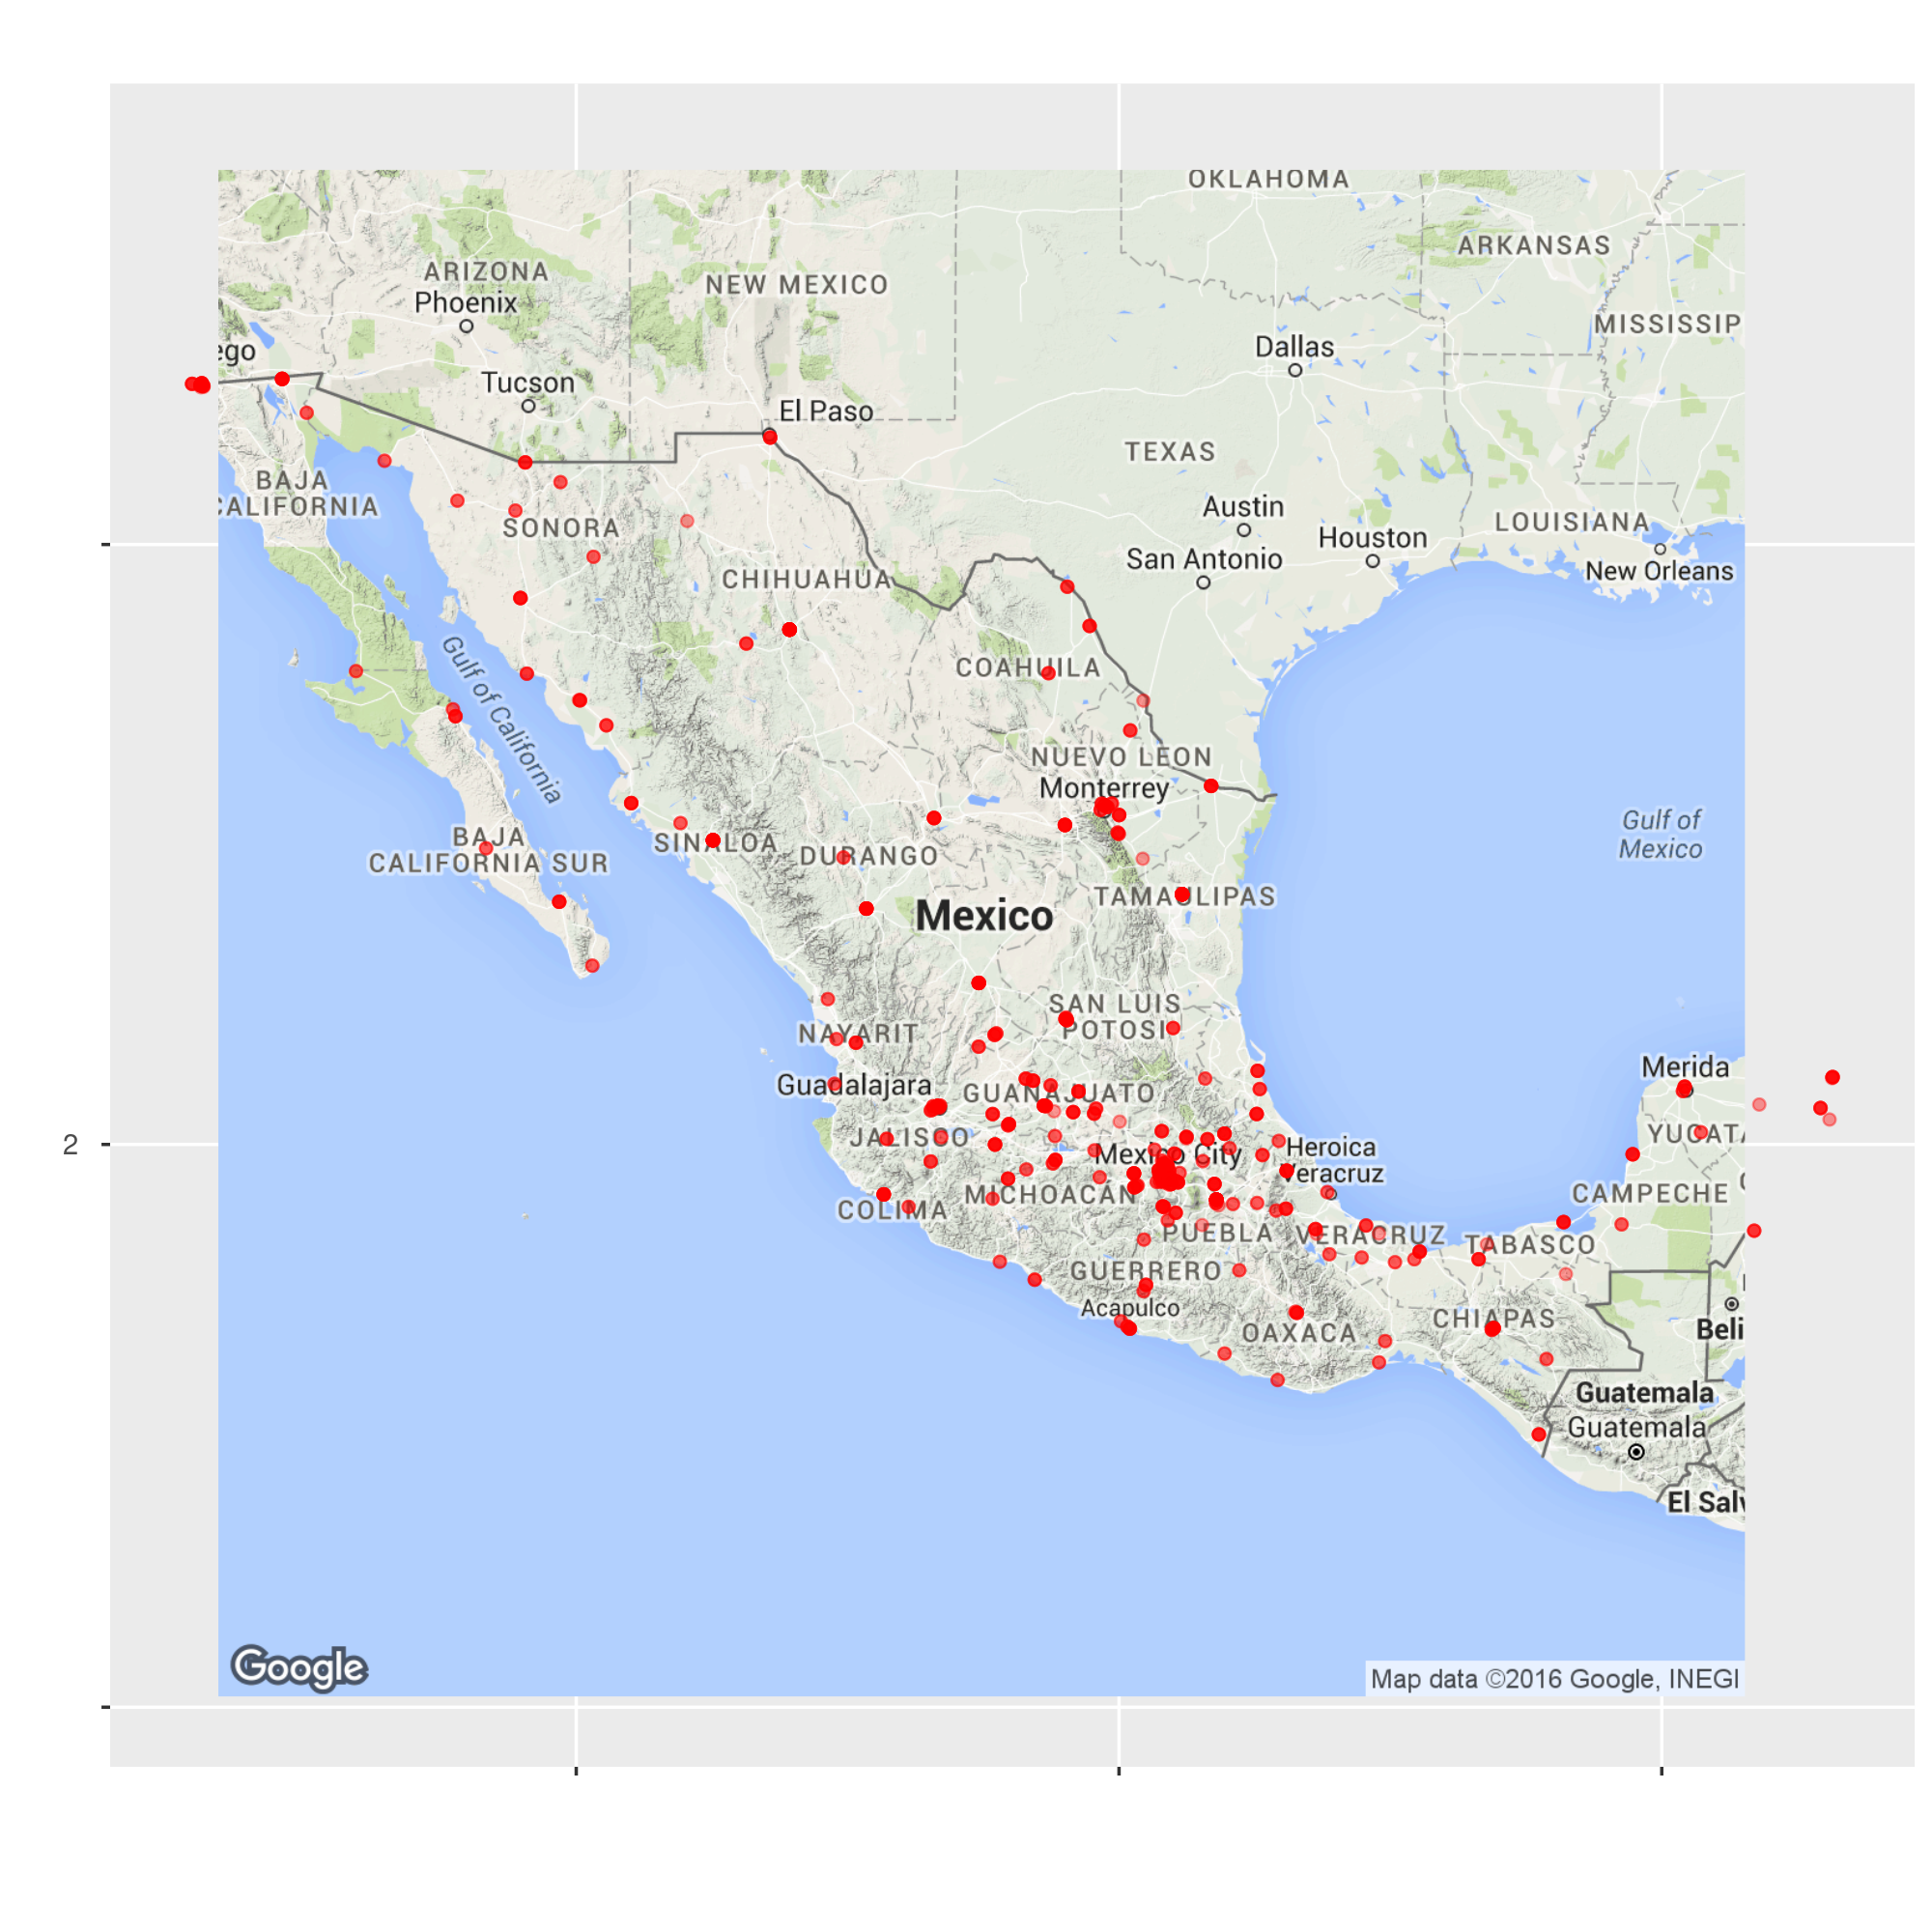 OKLAHOMA
ARKANSAS
ARIZONA
NEW MEXICO
Phoenix
MISSISSIP
ego
Dallas
Tucson
El Paso
TEXAS
BAJA
CALIFORNIA
Austin
LOUISIANA
SONORA
Houston
San Antonio
New Orleans
CHIHUAHUA
COAHUILA
Gulf of California
NUEVO LEON
Monterrey
Gulf of
Mexico
BAJA
CALIFORNIA SUR
SINALOA
DURANGO
TAMAULIPAS
Mexico
SAN LUIS
POTOSI
NAYARIT
Merida
Guadalajara
GUANAJUATO
JALISCO
YUCATA
2
Mexico City
Heroica
Veracruz
MICHOACÁN
CAMPECHE
C
COLIMA
PUEBLA
VERACRUZ
TABASCO
GUERRERO
Acapulco
CHIAPAS
OAXACA
Beli
Guatemala
Guatemala
El Salv
Google
Map data ©2016 Google, INEGI